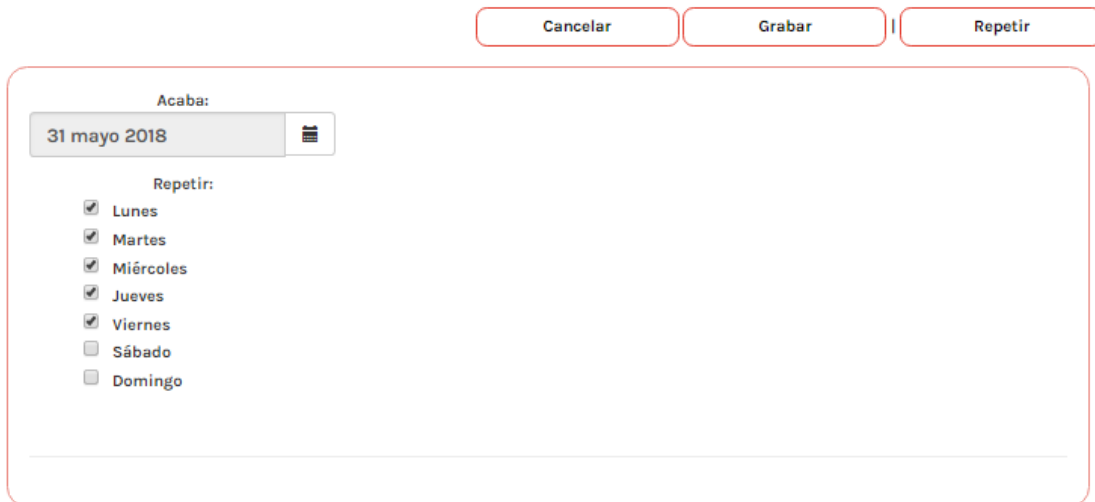 Cancelar Grabar | Repetir
Acaba:
31 mayo 2018
Repetir:
Lunes
Martes
Miércoles
Jueves
Viernes
Sábado
Domingo